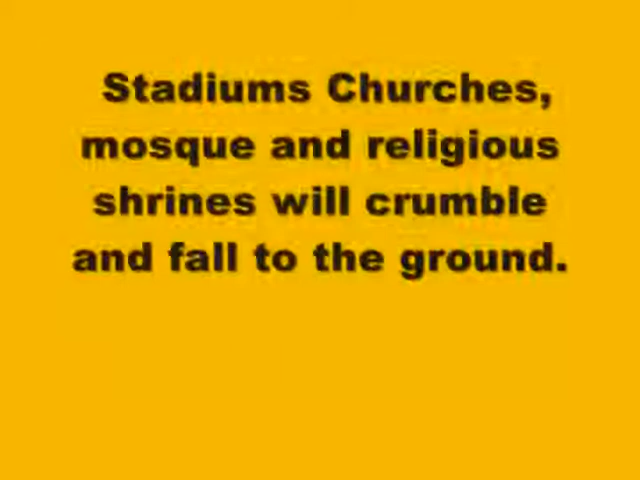 Stadiums Churches,
mosque and religious
shrines will crumble
and fall to the ground.